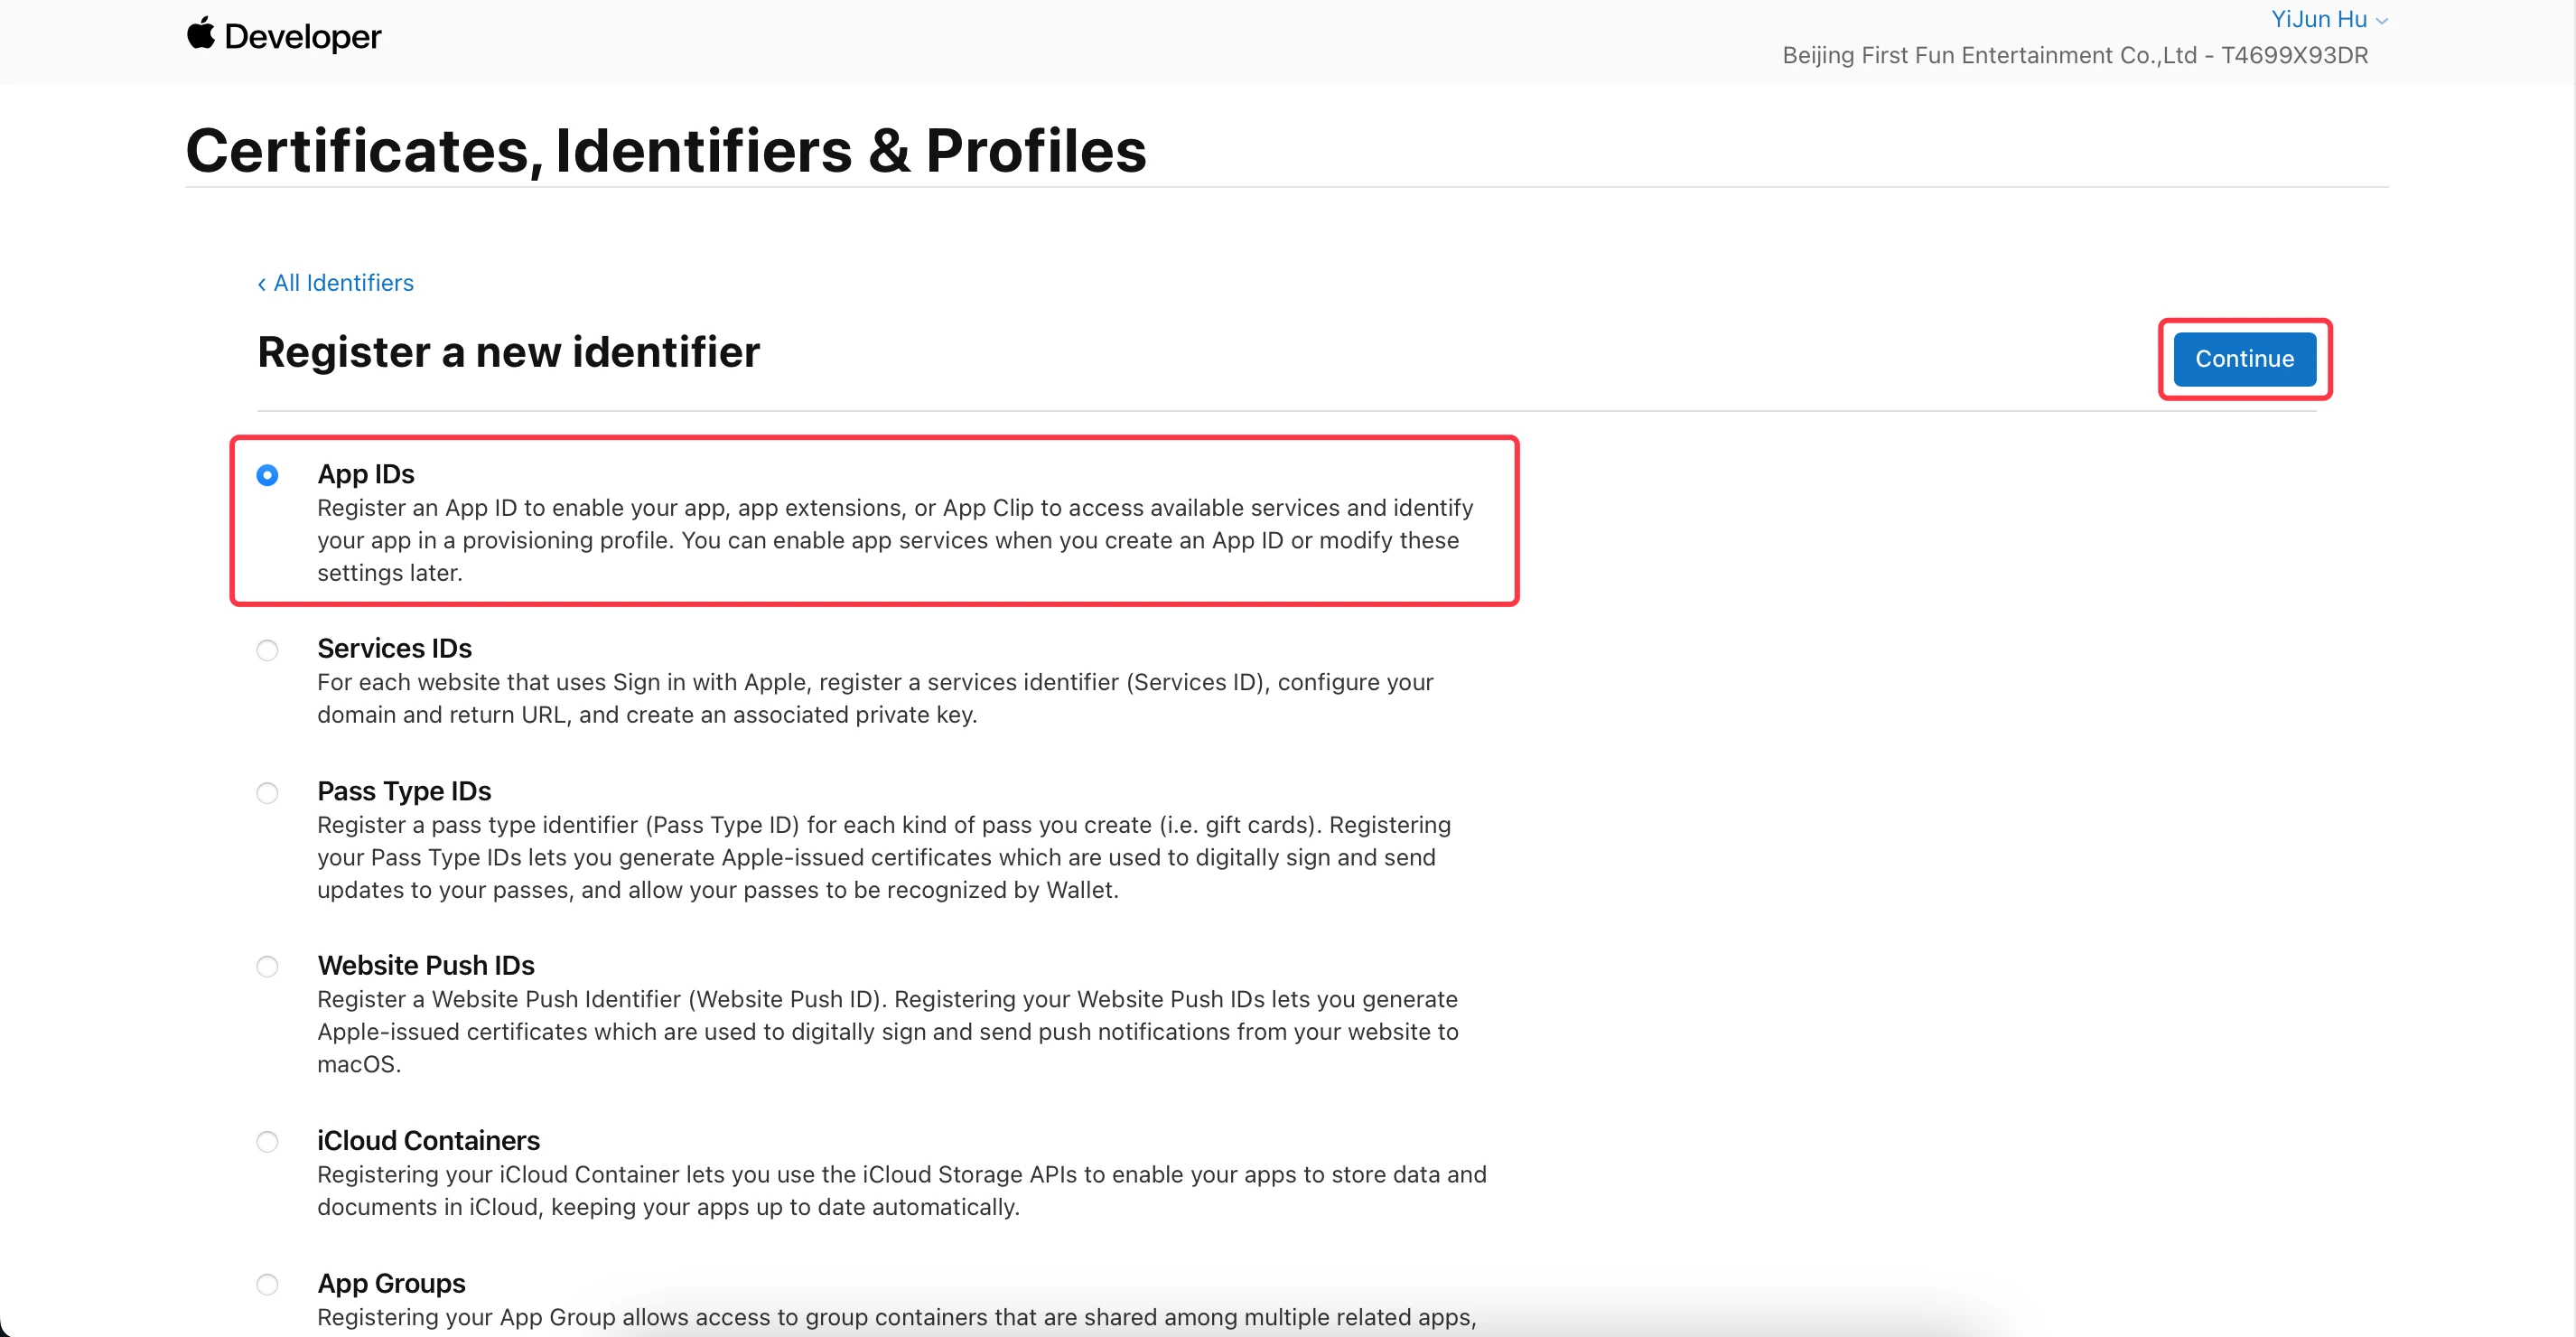 Developer
YiJun Hu
Beijing First Fun Entertainment Co.,Ltd - T4699X93DR
Certificates, Identifiers & Profiles
‹ All Identifiers
Register a new identifier
Continue
App IDs
Register an App ID to enable your app, app extensions, or App Clip to access available services and identify
your app in a provisioning profile. You can enable app services when you create an App ID or modify these
settings later.
Services IDs
For each website that uses Sign in with Apple, register a services identifier (Services ID), configure your
domain and return URL, and create an associated private key.
Pass Type IDs
Register a pass type identifier (Pass Type ID) for each kind of pass you create (i.e. gift cards). Registering
your Pass Type IDs lets you generate Apple-issued certificates which are used to digitally sign and send
updates to your passes, and allow your passes to be recognized by Wallet.
Website Push IDs
Register a Website Push Identifier (Website Push ID). Registering your Website Push IDs lets you generate
Apple-issued certificates which are used to digitally sign and send push notifications from your website to
macOS.
iCloud Containers
Registering your iCloud Container lets you use the iCloud Storage APIs to enable your apps to store data and
documents in iCloud, keeping your apps up to date automatically.
App Groups
Registering your App Group allows access to group containers that are shared among multiple related apps,